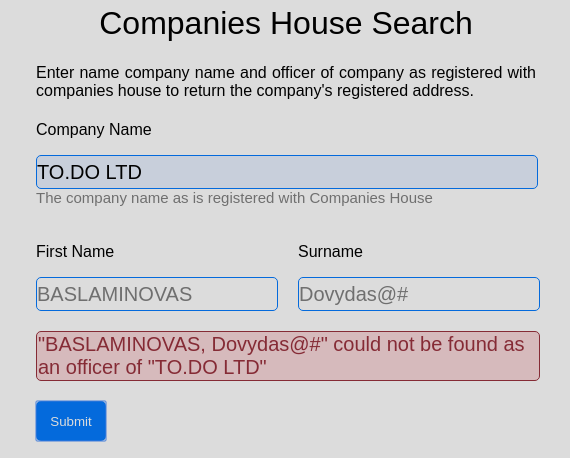 Companies House Search
Enter name company name and officer of company as registered with
companies house to return the company's registered address.
Company Name
TO.DO LTD
The company name as is registered with Companies House
First Name
Surname
BASLAMINOVAS
Dovydas@#
"BASLAMINOVAS, Dovydas@#" could not be found as
an officer of "TO.DO LTD"
Submit